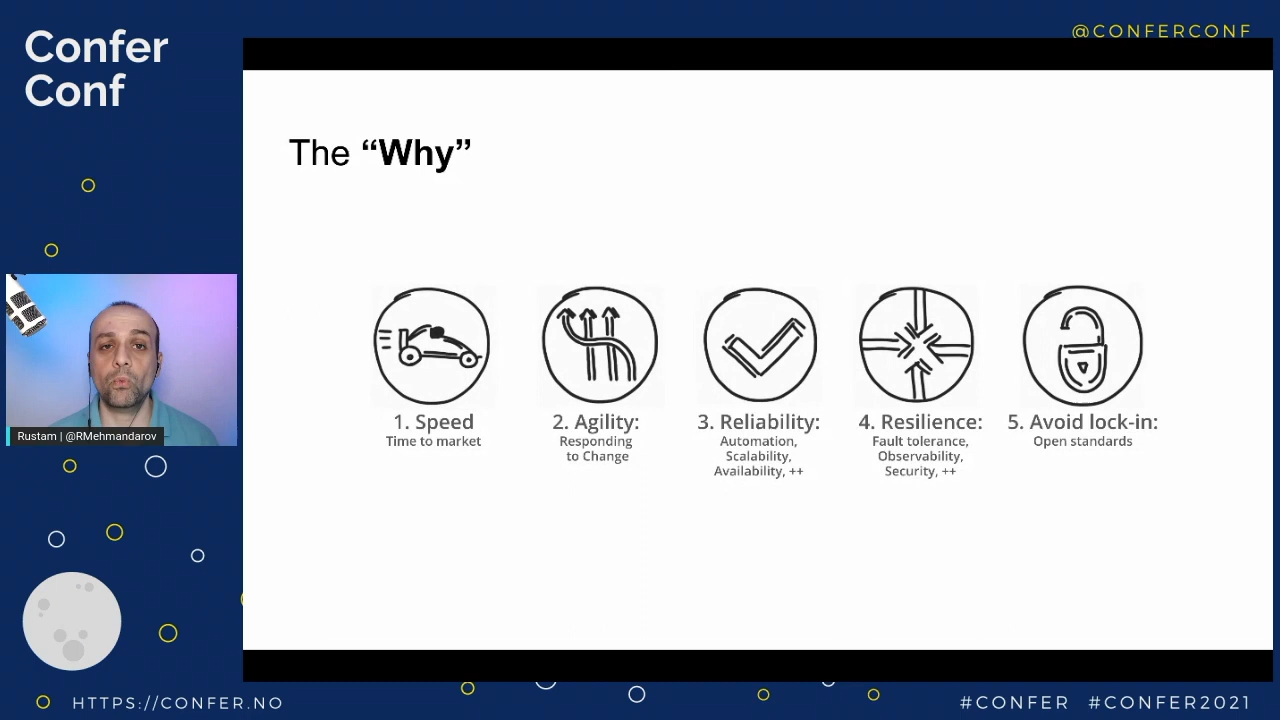 Confer
Conf
@CONFERCONF
The “Why”
1. Speed
Time to market
2. Agility:
Responding
to Change
3. Reliability:
Automation,
Scalability,
Availability, ++
4. Resilience:
Fault tolerance,
Observability,
Security, ++
5. Avoid lock-in:
Open standards
Rustam | @RMehmandarov
HTTPS://CONFER.NO
#CONFER #CONFER2021